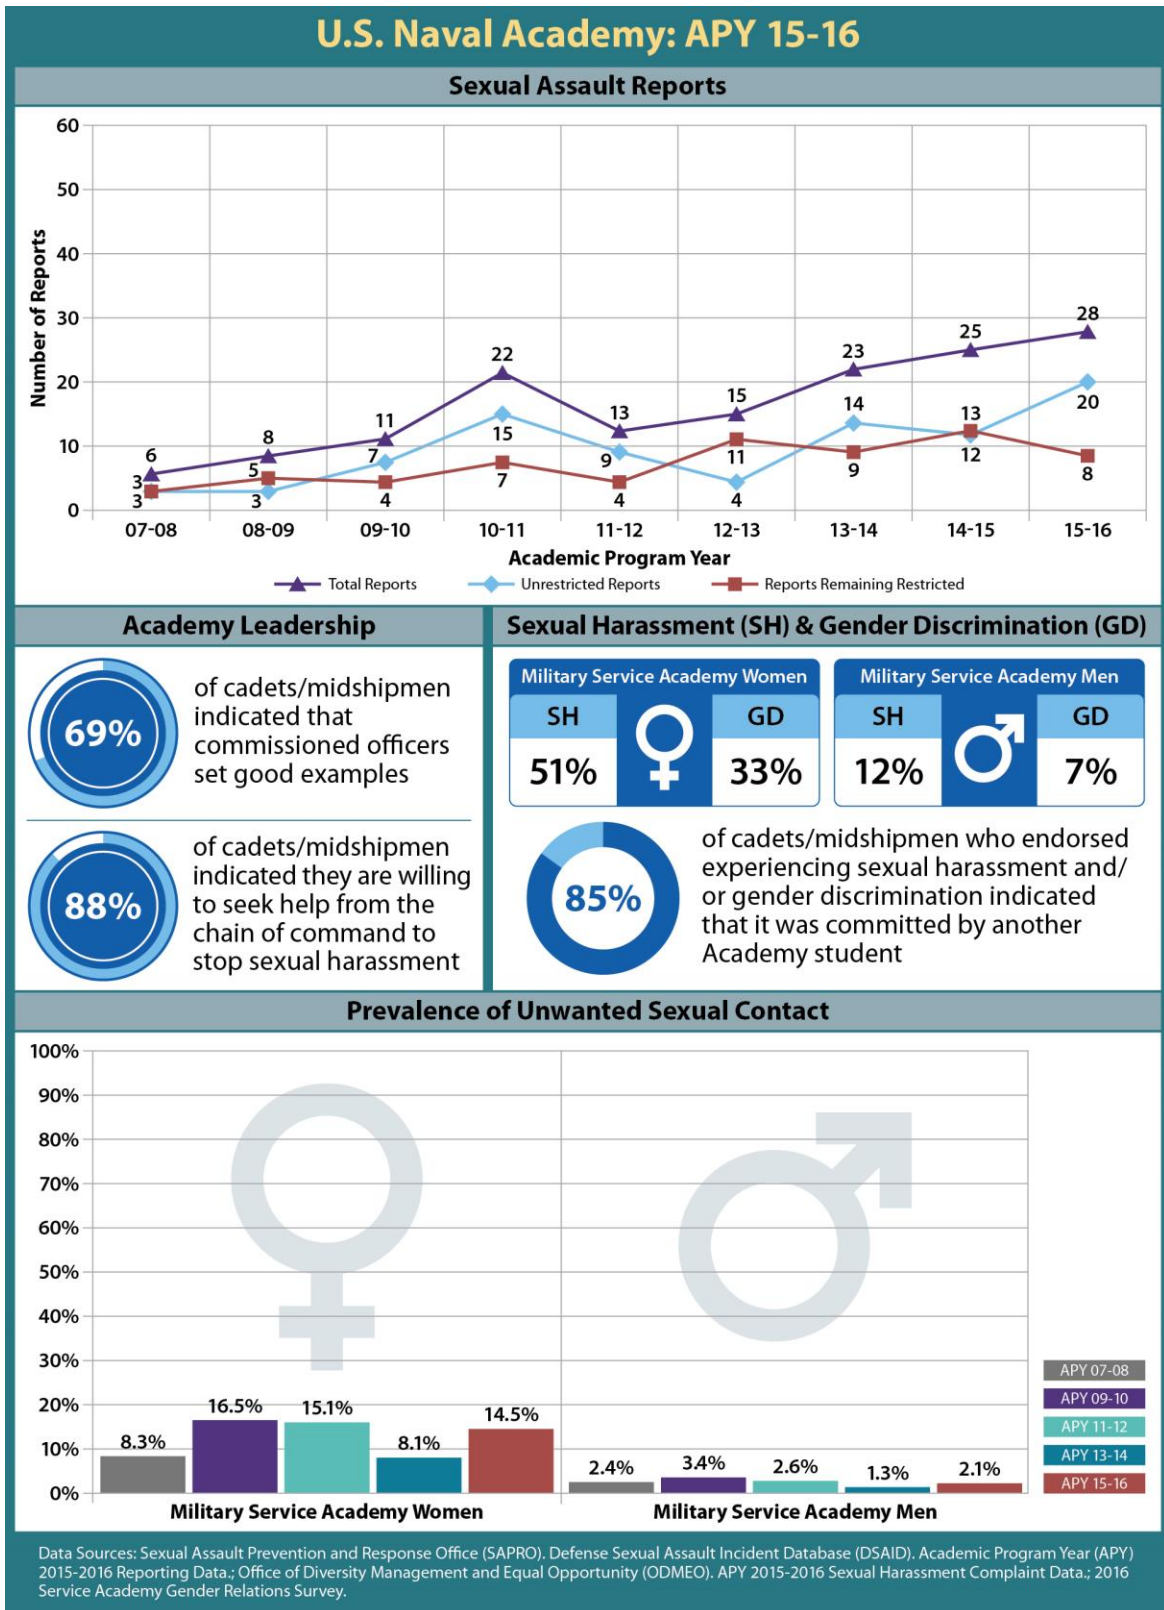 U.S. Naval Academy: APY 15-16
Sexual Assault Reports
60
50
40
30
20
10
0
Number of Reports
6
8
11
22
13
15
23
25
28
3
3
7
15
9
4
14
12
20
3
5
4
7
4
11
9
13
8
07-08 08-09 09-10 10-11 11-12 12-13 13-14 14-15 15-16
Academic Program Year
Total Reports Unrestricted Reports Reports Remaining Restricted
Academy Leadership
69%
of cadets/midshipmen
indicated that
commissioned officers
set good examples
88%
of cadets/midshipmen
indicated they are willing
to seek help from the
chain of command to
stop sexual harassment
Sexual Harassment (SH) & Gender Discrimination (GD)
Military Service Academy Women
SH GD
51% 33%
Military Service Academy Men
SH GD
12% 7%
85%
of cadets/midshipmen who endorsed
experiencing sexual harassment and/
or gender discrimination indicated
that it was committed by another
Academy student
Prevalence of Unwanted Sexual Contact
100%
90%
80%
70%
60%
50%
40%
30%
20%
10%
0%
8.3% 16.5% 15.1% 8.1% 14.5%
2.4% 3.4% 2.6% 1.3% 2.1%
Military Service Academy Women Military Service Academy Men
APY 07-08
APY 09-10
APY 11-12
APY 13-14
APY 15-16
Data Sources: Sexual Assault Prevention and Response Office (SAPRO). Defense Sexual Assault Incident Database (DSAID). Academic Program Year (APY)
2015-2016 Reporting Data.; Office of Diversity Management and Equal Opportunity (ODMEO). APY 2015-2016 Sexual Harassment Complaint Data.; 2016
Service Academy Gender Relations Survey.